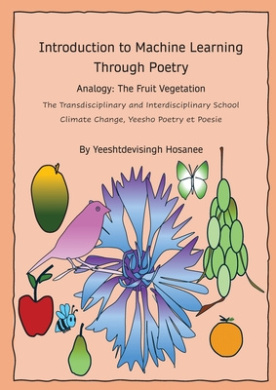 Introduction to Machine Learning
Through Poetry
Analogy: The Fruit Vegetation
The Transdisciplinary and Interdisciplinary School
Climate Change, Yeesho Poetry et Poesie
By Yeeshtdevisingh Hosanee